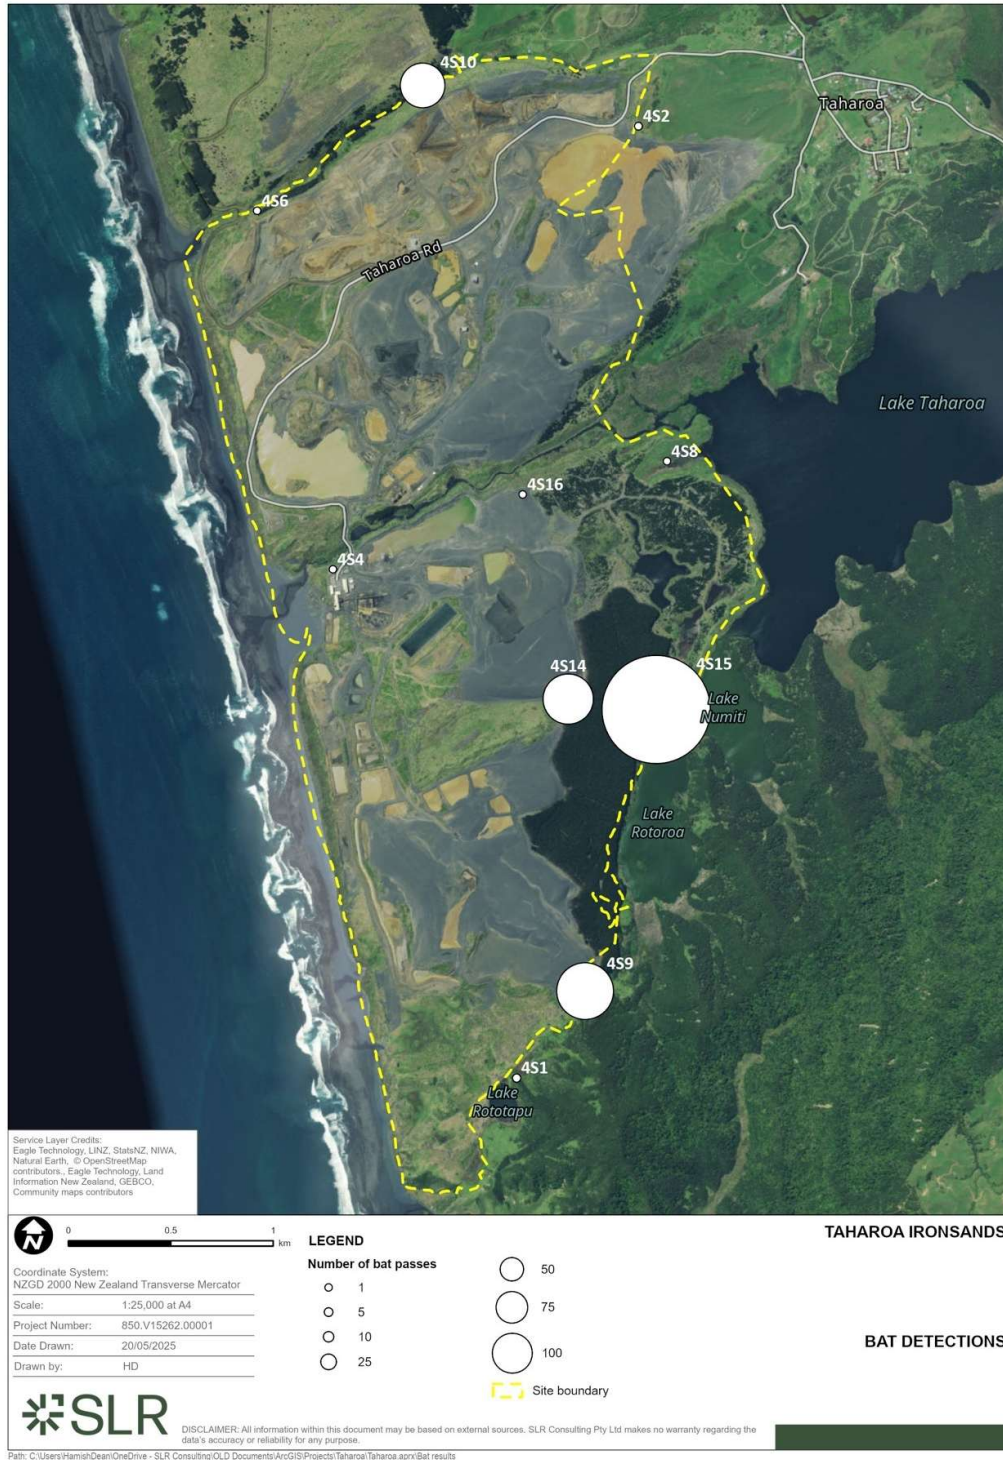 4S10
4S2
Taharoa
4S6
Taharoa Rd
Lake Taharoa
4S8
4S16
4S4
4S14
4S15
Lake
Numiti
Lake
Rotoroa
4S9
4S1
Lake
Rototapu
Service Layer Credits:
Eagle Technology, LINZ, StatsNZ, NIWA,
Natural Earth, © OpenStreetMap
contributors., Eagle Technology, Land
Information New Zealand, GEBCO,
Community maps contributors
N
0 0.5 1
km
Coordinate System:
NZGD 2000 New Zealand Transverse Mercator
Scale: 1:25,000 at A4
Project Number: 850.V15262.00001
Date Drawn: 20/05/2025
Drawn by: HD
SLR
LEGEND
Number of bat passes
1
5
10
25
50
75
100
Site boundary
TAHAROA IRONSANDS
BAT DETECTIONS
DISCLAIMER: All information within this document may be based on external sources. SLR Consulting Pty Ltd makes no warranty regarding the
data's accuracy or reliability for any purpose.
Path: C:\Users\HamishDean\OneDrive - SLR Consulting\OLD Documents\ArcGIS\Projects\Taharoa\Taharoa.aprx\Bat results